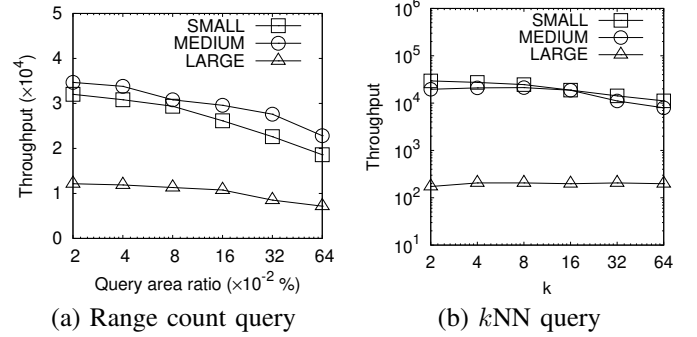 SMALL
MEDIUM
LARGE
Throughput (×10⁴)
5
4
3
2
1
0
2 4 8 16 32 64
Query area ratio (×10⁻² %)
(a) Range count query
SMALL
MEDIUM
LARGE
Throughput
10⁶
10⁵
10⁴
10³
10²
10¹
2 4 8 16 32 64
k
(b) kNN query